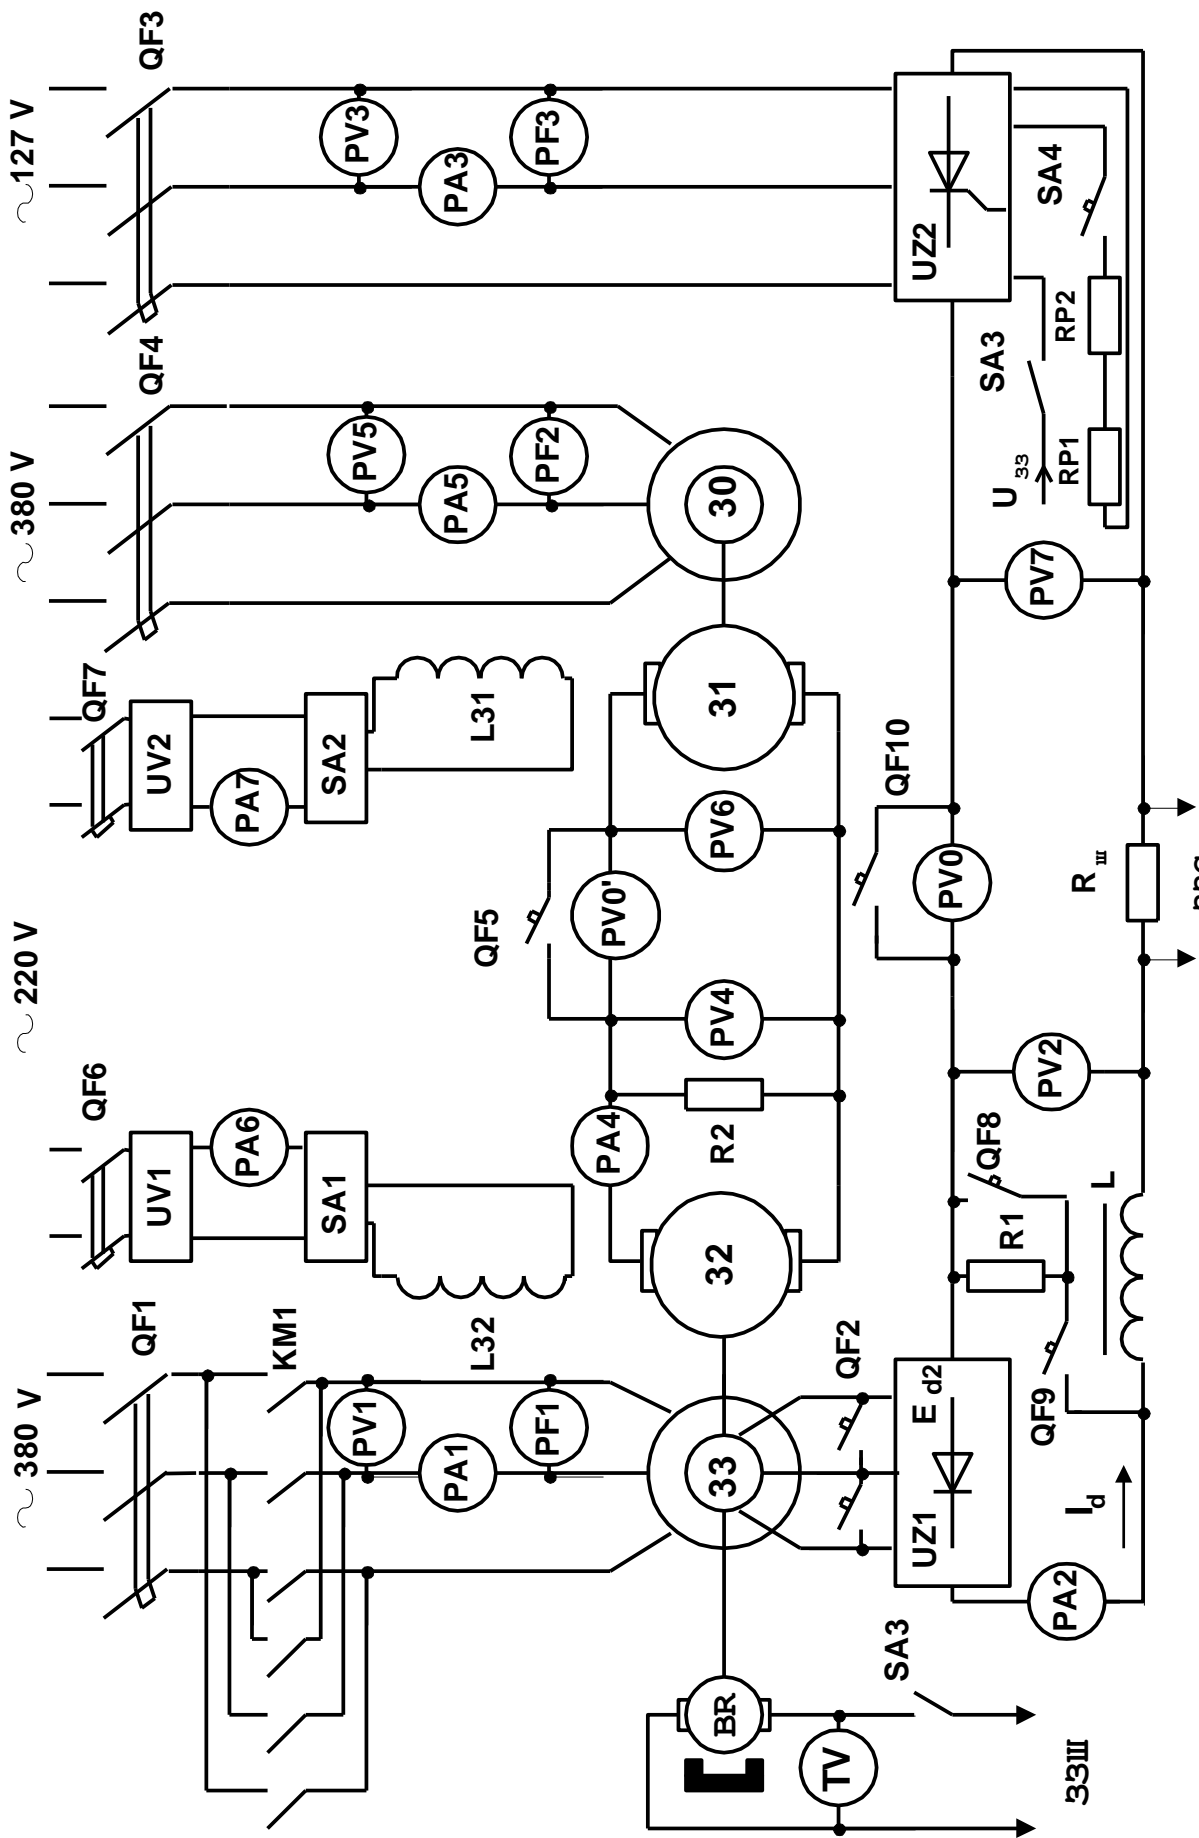 ~ 380 V
~ 220 V
~ 380 V
~ 127 V
QF1
QF6
QF7
QF4
QF3
UV1
UV2
KM1
PA6
PA7
SA1
SA2
PV1
PV5
PV3
PA1
L32
L31
PA5
PA3
QF5
PF1
PF2
PF3
PA4
PV0'
BR
33
32
R2
PV4
PV6
31
30
TV
QF2
SA3
QF10
UZ1
E d2
PV0
UZ2
QF8
SA3
R1
U 33
QF9
PV2
PV7
SA4
PA2
I d
L
R ш
RP1
RP2
33Ш